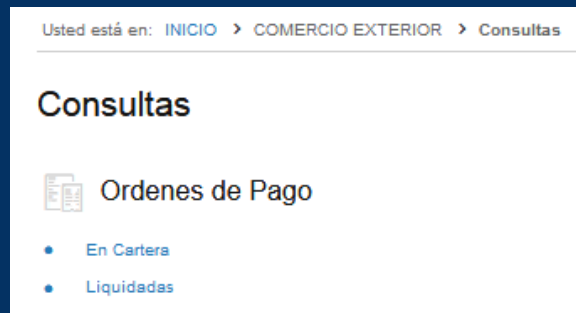 Usted está en: INICIO > COMERCIO EXTERIOR > Consultas
Consultas
Ordenes de Pago
• En Cartera
• Liquidadas